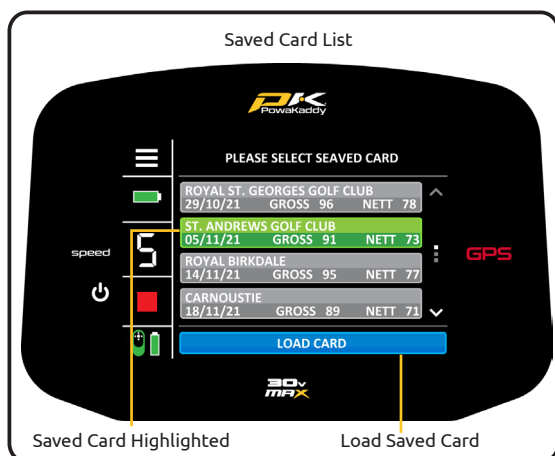 Saved Card List
PK
PowaKaddy
PLEASE SELECT SEAVED CARD
ROYAL ST. GEORGES GOLF CLUB
29/10/21 GROSS 96 NETT 78
ST. ANDREWS GOLF CLUB
05/11/21 GROSS 91 NETT 73
speed
5
GPS
ROYAL BIRKDALE
14/11/21 GROSS 95 NETT 77
CARNOUSTIE
18/11/21 GROSS 89 NETT 71
LOAD CARD
30v
MAX
Saved Card Highlighted
Load Saved Card